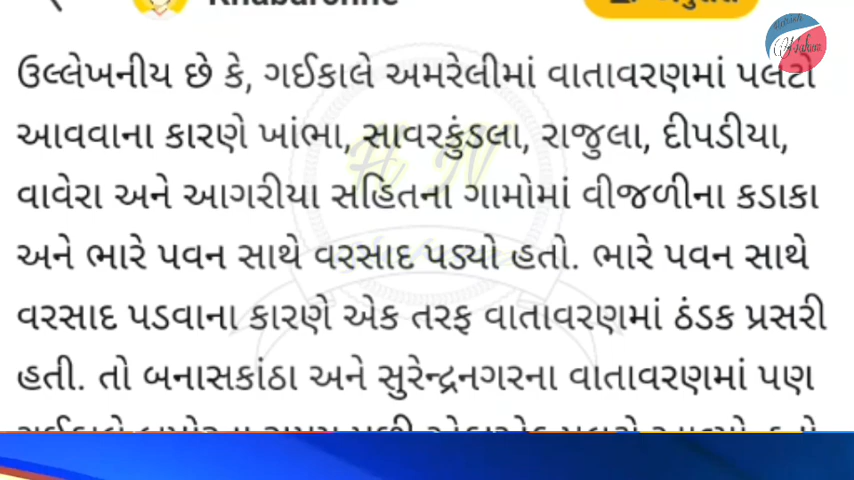 ઉલ્લેખનીય છે કે, ગઈકાલે અમરેલીમાં વાતાવરણમાં પલટો
આવવાના કારણે ખાંભા, સાવરકુંડલા, રાજુલા, દીપડીયા,
વાવેરા અને આગરીયા સહિતના ગામોમાં વીજળીના કડાકા
અને ભારે પવન સાથે વરસાદ પડ્યો હતો. ભારે પવન સાથે
વરસાદ પડવાના કારણે એક તરફ વાતાવરણમાં ઠંડક પ્રસરી
હતી. તો બનાસકાંઠા અને સુરેન્દ્રનગરના વાતાવરણમાં પણ